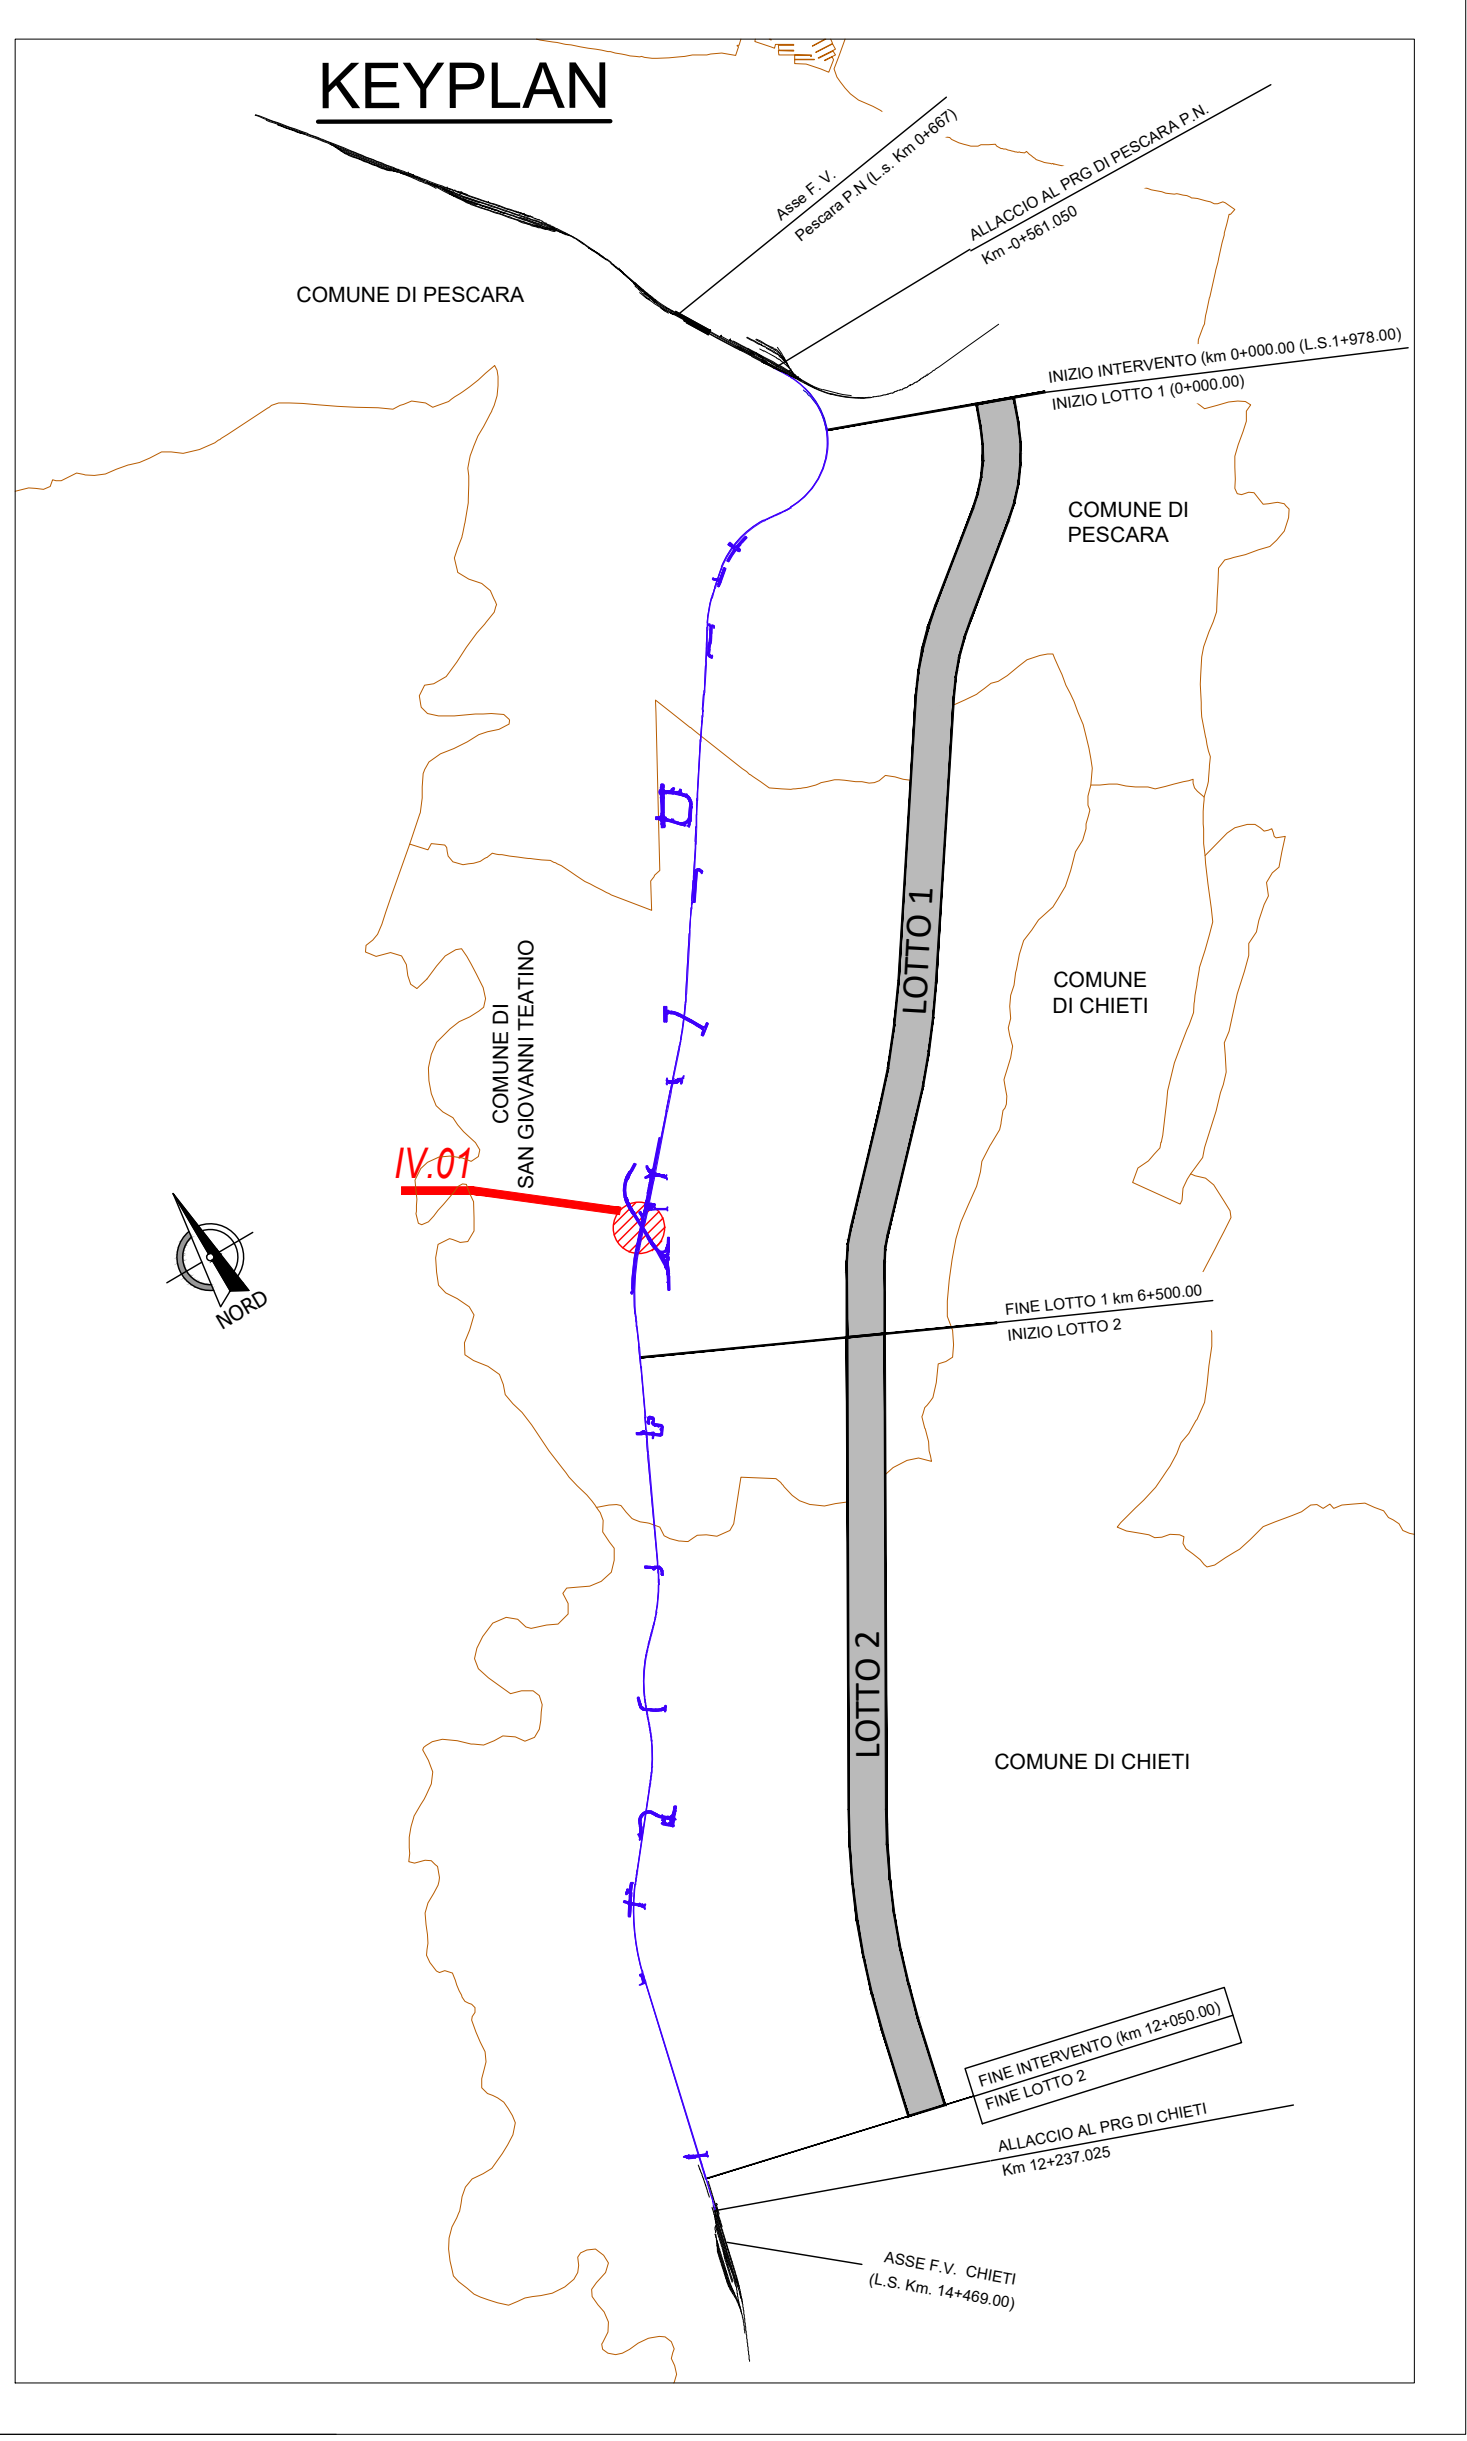 KEYPLAN
Asse F. V.
Pescara P.N (L.s. Km 0+667)
ALLACCIO AL PRG DI PESCARA P.N.
Km -0+561.050
COMUNE DI PESCARA
INIZIO INTERVENTO (km 0+000.00 (L.S.1+978.00)
INIZIO LOTTO 1 (0+000.00)
COMUNE DI
PESCARA
LOTTO 1
COMUNE DI
SAN GIOVANNI TEATINO
COMUNE
DI CHIETI
IV.01
NORD
FINE LOTTO 1 km 6+500.00
INIZIO LOTTO 2
LOTTO 2
COMUNE DI CHIETI
FINE INTERVENTO (km 12+050.00)
FINE LOTTO 2
ALLACCIO AL PRG DI CHIETI
Km 12+237.025
ASSE F.V. CHIETI
(L.S. Km. 14+469.00)